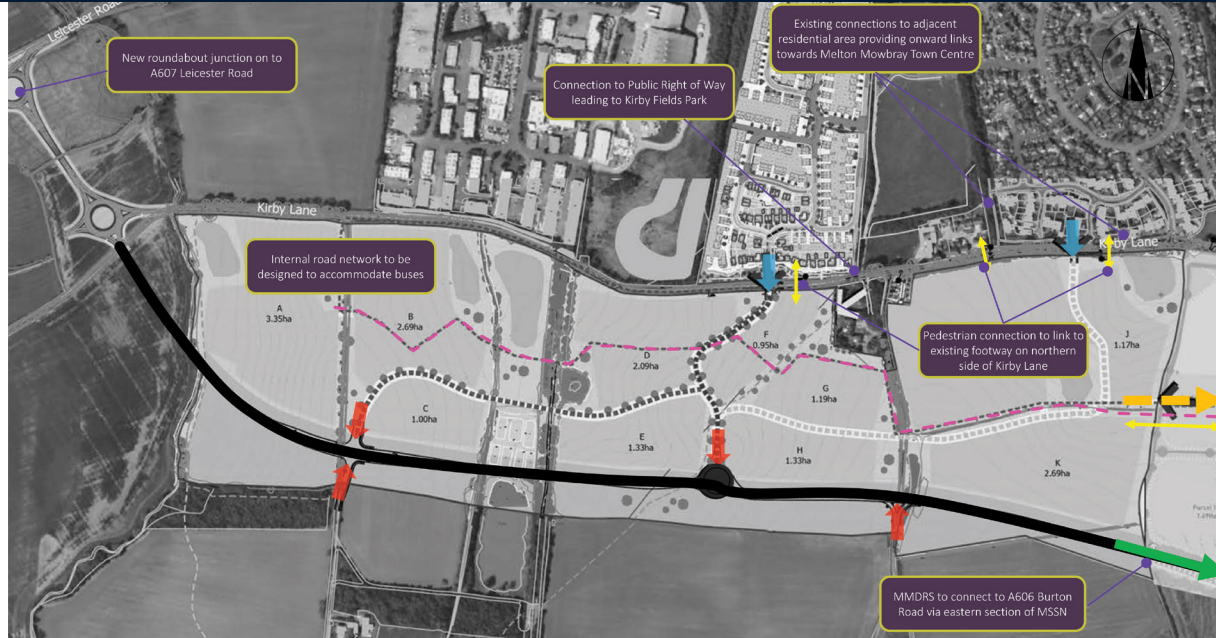 Leicester Road
New roundabout junction on to
A607 Leicester Road
Existing connections to adjacent
residential area providing onward links
towards Melton Mowbray Town Centre
N
Connection to Public Right of Way
leading to Kirby Fields Park
Kirby Lane
Kirby Lane
Internal road network to be
designed to accommodate buses
A
3.35ha
B
2.69ha
C
1.00ha
D
2.09ha
E
1.33ha
F
0.95ha
G
1.19ha
H
1.33ha
J
1.17ha
K
2.69ha
Pedestrian connection to link to
existing footway on northern
side of Kirby Lane
MMDRS to connect to A606 Burton
Road via eastern section of MSSN